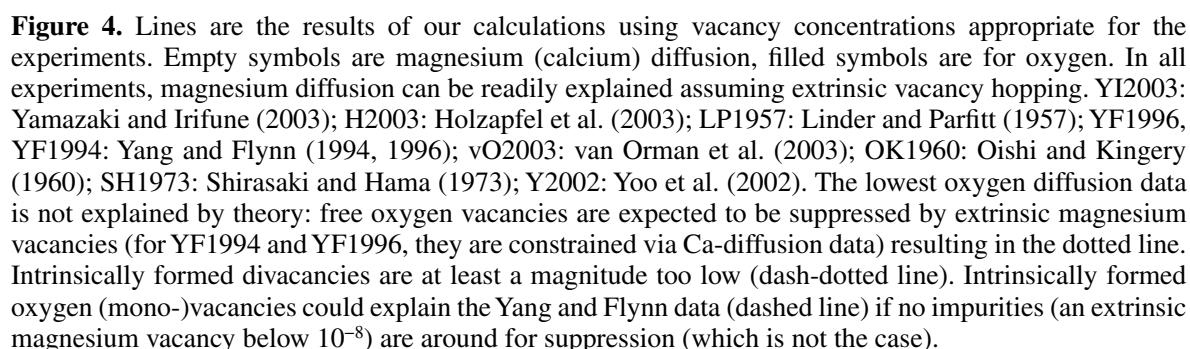 Figure 4. Lines are the results of our calculations using vacancy concentrations appropriate for the
experiments. Empty symbols are magnesium (calcium) diffusion, filled symbols are for oxygen. In all
experiments, magnesium diffusion can be readily explained assuming extrinsic vacancy hopping. YI2003:
Yamazaki and Irifune (2003); H2003: Holzapfel et al. (2003); LP1957: Linder and Parfitt (1957); YF1996,
YF1994: Yang and Flynn (1994, 1996); vO2003: van Orman et al. (2003); OK1960: Oishi and Kingery
(1960); SH1973: Shirasaki and Hama (1973); Y2002: Yoo et al. (2002). The lowest oxygen diffusion data
is not explained by theory: free oxygen vacancies are expected to be suppressed by extrinsic magnesium
vacancies (for YF1994 and YF1996, they are constrained via Ca-diffusion data) resulting in the dotted line.
Intrinsically formed divacancies are at least a magnitude too low (dash-dotted line). Intrinsically formed
oxygen (mono-)vacancies could explain the Yang and Flynn data (dashed line) if no impurities (an extrinsic
magnesium vacancy below 10⁻⁸) are around for suppression (which is not the case).